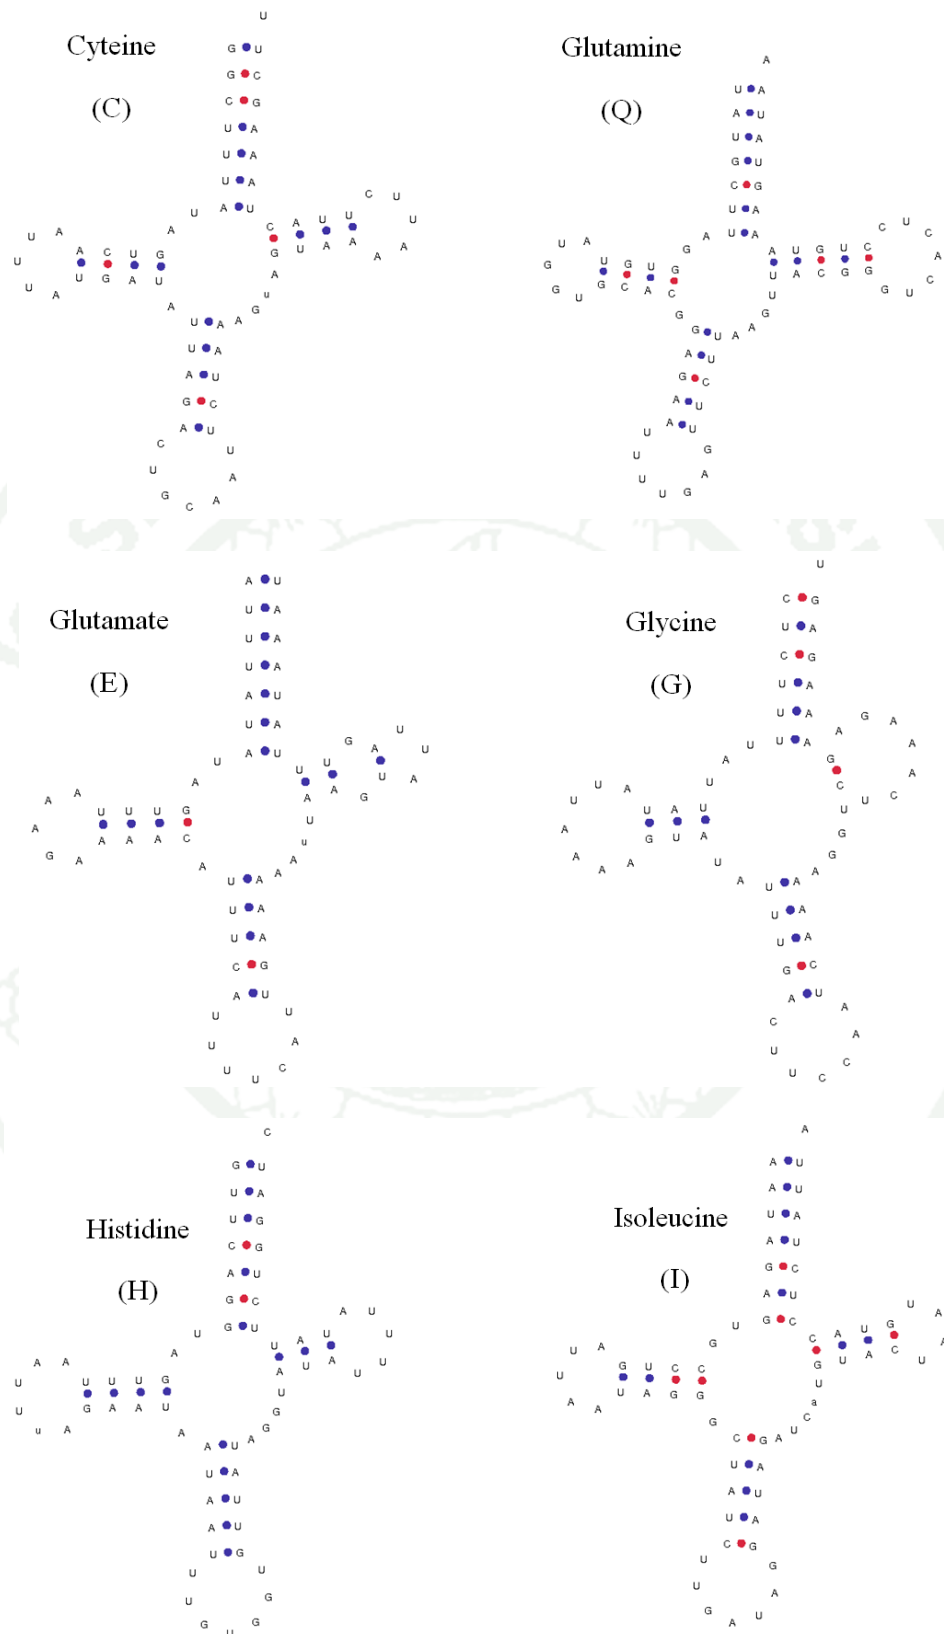 Cyteine
(C)
U
G U
G C
C G
U A
U A
U A C U
A U
U C A U U U
U A A C U G A A
U U A G U A U G A U A A A
A A u G
U A A
U A
A U
G C
A U
C U
U A
G C A
Glutamine
(Q)
A
U A
A U
U A
G U
C G
U A
U A
G A C U C
U A U G U G A U G U C A
G G U G C A C U A C G G G U C
G G
G U A A
A U
G C
A U
A U
U G
U A
U U G
Glutamate
(E)
A U
U A
U A
U A
A U
U A
A U
U A U U G A U U
A A U U U G A A G U A
A G A A A A C U
A u
U A A A
U A
U A
C G
A U
U U
U A
U U C
Glycine
(G)
U
C G
U A
C G
U A
U A
U A
A U A G A A
U A U A U G C U C A
A A A G U A U G
U A G A
U A
U A
U A
G C
A U
C A
U A
U C C
Histidine
(H)
C
G U
U A
U G
C G
A U
G C
G U
U A U A U A U U
A A U U U G A U A U U
U U u A G A A U U
A G
A U A G
U A
A U
A U
U G
U U
U G
G U G
Isoleucine
(I)
A
A U
A U
U A
A U
G C
A U
G C
U G C A U G U A
U A G U C C G U A C U A
U A A U A G G U
G a
C G A U
U A
A U
U A
C G
U G
U A
G A U